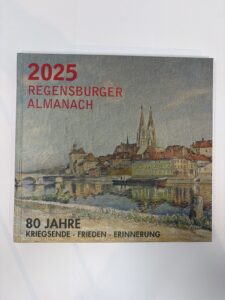 2025
REGENSBURGER
ALMANACH
80 JAHRE
KRIEGSENDE · FRIEDEN · ERINNERUNG